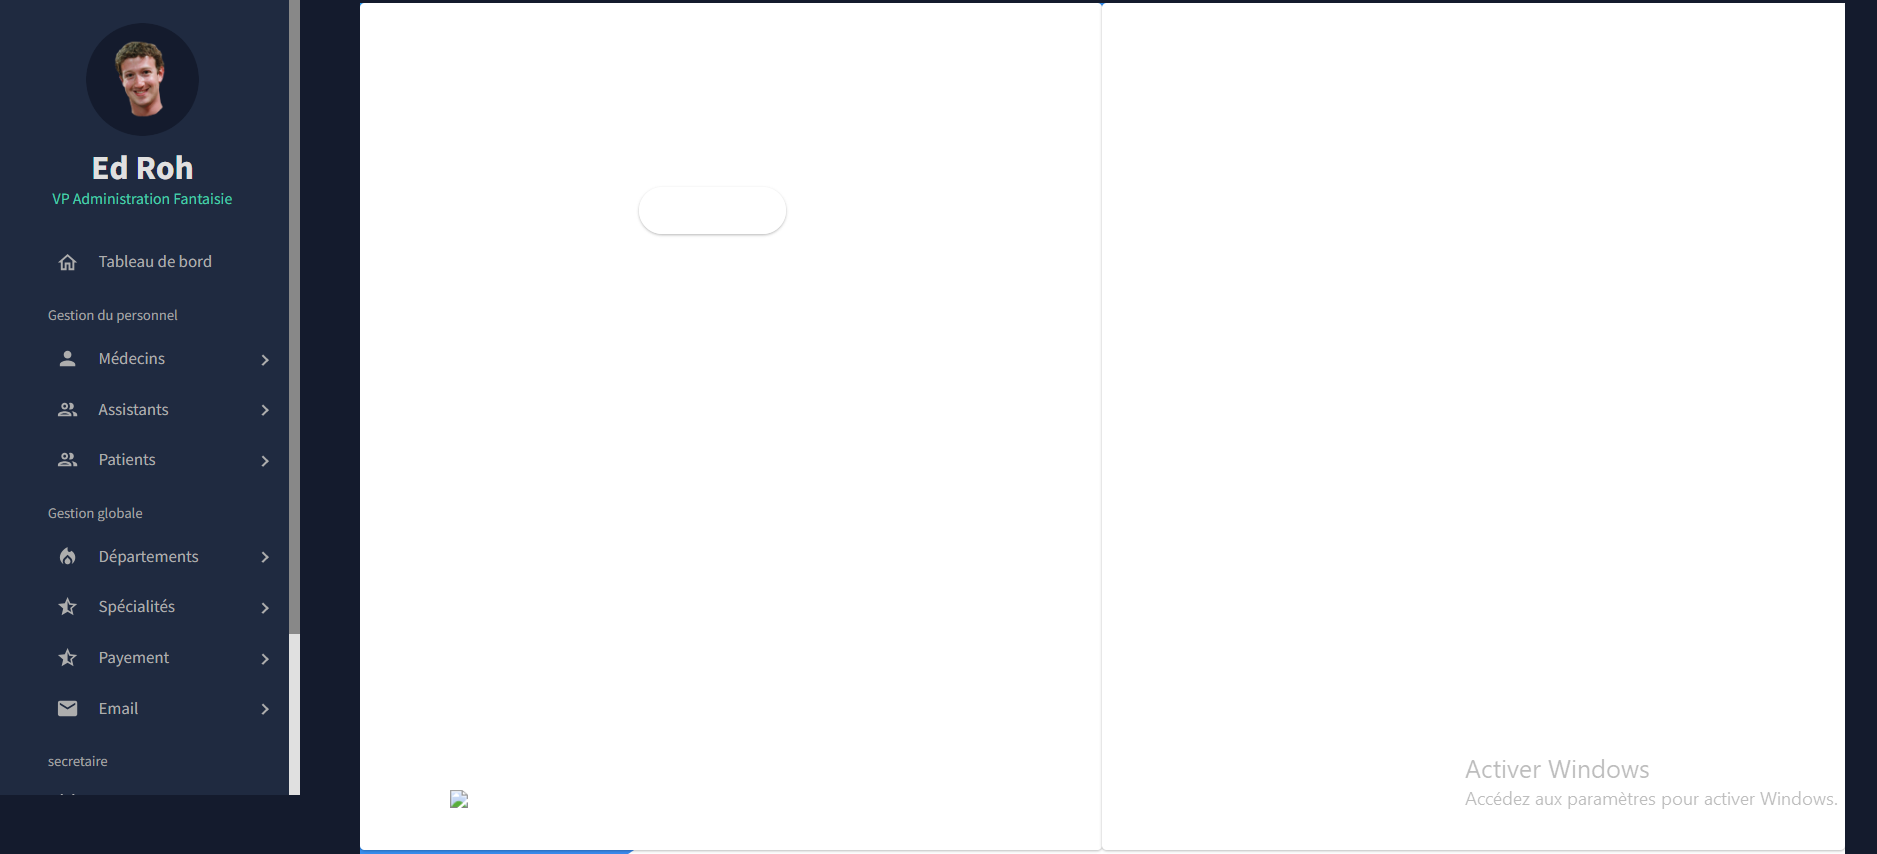 Ed Roh
VP Administration Fantaisie
Tableau de bord
Gestion du personnel
Médecins
Assistants
Patients
Gestion globale
Départements
Spécialités
Payement
Email
secretaire
Activer Windows
Accédez aux paramètres pour activer Windows.